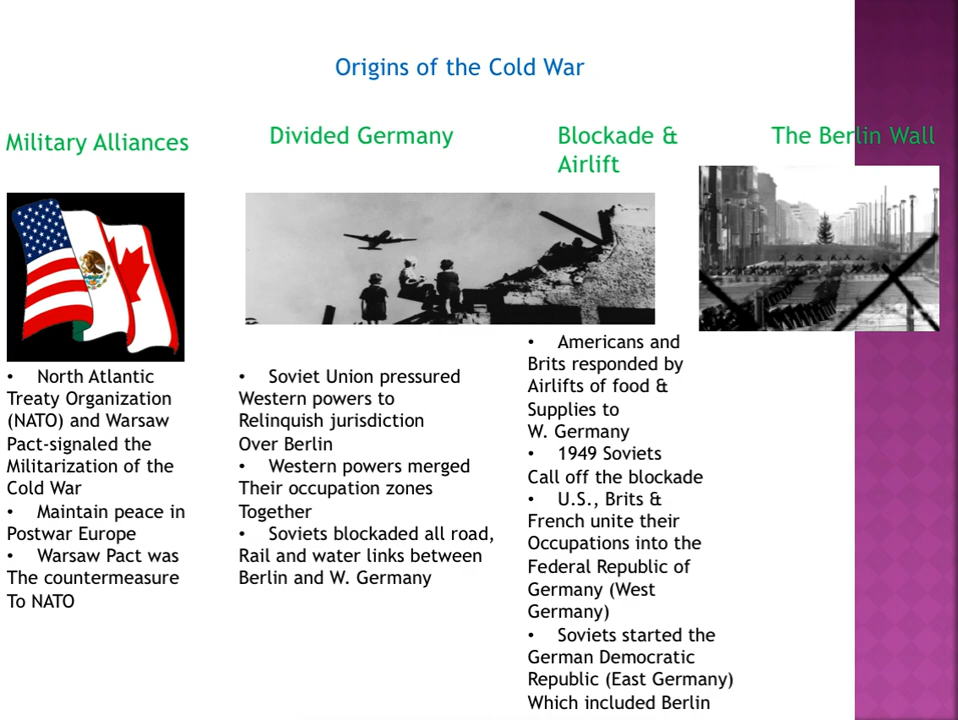 Origins of the Cold War
Military Alliances
• North Atlantic
Treaty Organization
(NATO) and Warsaw
Pact-signaled the
Militarization of the
Cold War
• Maintain peace in
Postwar Europe
• Warsaw Pact was
The countermeasure
To NATO
Divided Germany
• Soviet Union pressured
Western powers to
Relinquish jurisdiction
Over Berlin
• Western powers merged
Their occupation zones
Together
• Soviets blockaded all road,
Rail and water links between
Berlin and W. Germany
Blockade &
Airlift
• Americans and
Brits responded by
Airlifts of food &
Supplies to
W. Germany
• 1949 Soviets
Call off the blockade
• U.S., Brits &
French unite their
Occupations into the
Federal Republic of
Germany (West
Germany)
• Soviets started the
German Democratic
Republic (East Germany)
Which included Berlin
The Berlin Wall